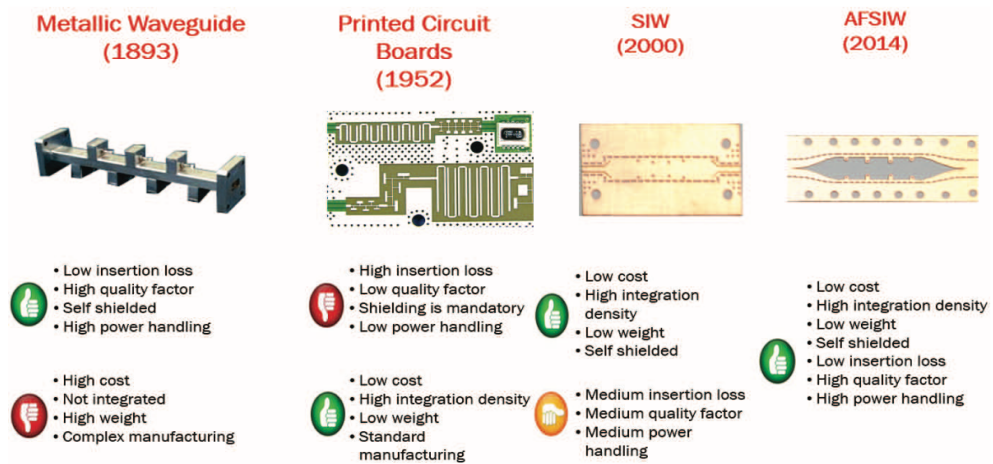 Metallic Waveguide
(1893)
Printed Circuit
Boards
(1952)
SIW
(2000)
AFSIW
(2014)
• Low insertion loss
• High quality factor
• Self shielded
• High power handling
• High cost
• Not integrated
• High weight
• Complex manufacturing
• High insertion loss
• Low quality factor
• Shielding is mandatory
• Low power handling
• Low cost
• High integration density
• Low weight
• Standard
manufacturing
• Low cost
• High integration
density
• Low weight
• Self shielded
• Medium insertion loss
• Medium quality factor
• Medium power
handling
• Low cost
• High integration density
• Low weight
• Self shielded
• Low insertion loss
• High quality factor
• High power handling